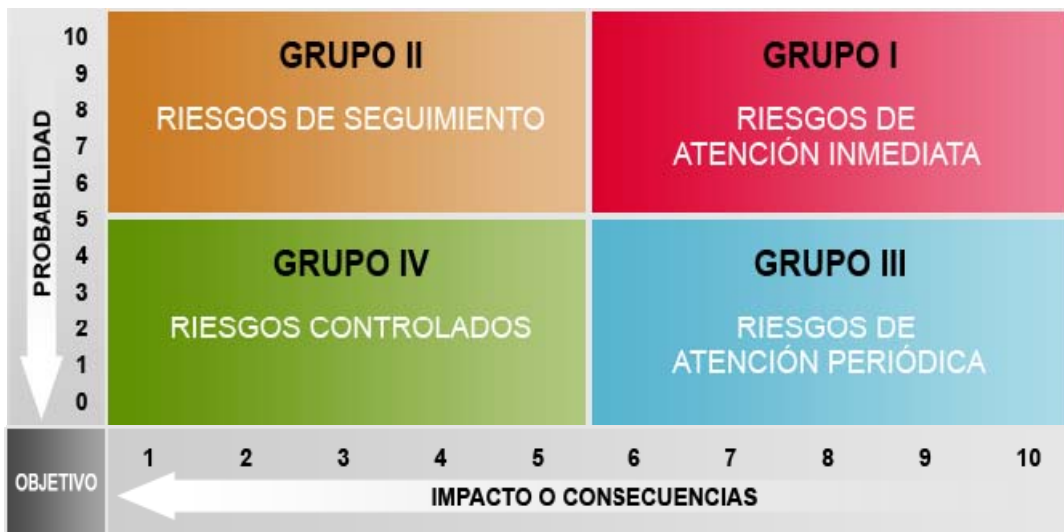 PROBABILIDAD
10
9
8
7
6
5
4
3
2
1
0
GRUPO II
RIESGOS DE SEGUIMIENTO
GRUPO I
RIESGOS DE
ATENCIÓN INMEDIATA
GRUPO IV
RIESGOS CONTROLADOS
GRUPO III
RIESGOS DE
ATENCIÓN PERIÓDICA
OBJETIVO
1 2 3 4 5 6 7 8 9 10
IMPACTO O CONSECUENCIAS